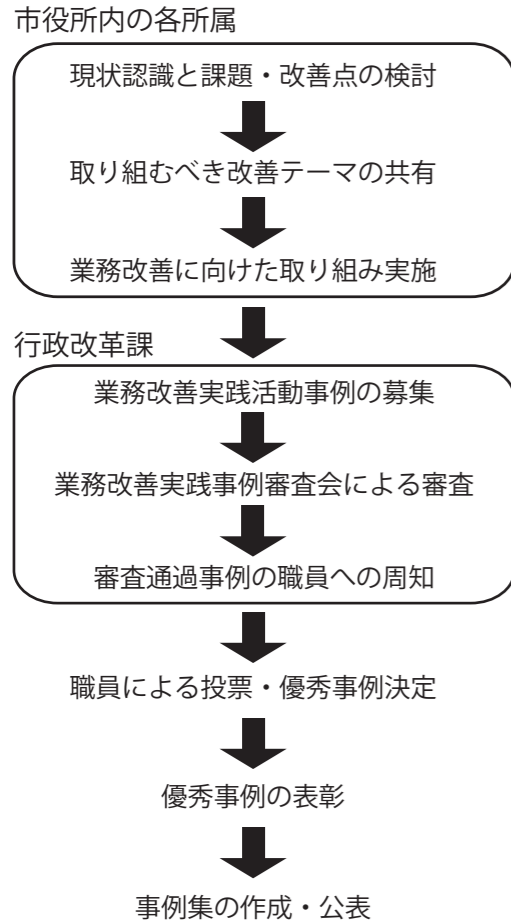 市役所内の各所属
現状認識と課題・改善点の検討
取り組むべき改善テーマの共有
業務改善に向けた取り組み実施
行政改革課
業務改善実践活動事例の募集
業務改善実践事例審査会による審査
審査通過事例の職員への周知
職員による投票・優秀事例決定
優秀事例の表彰
事例集の作成・公表